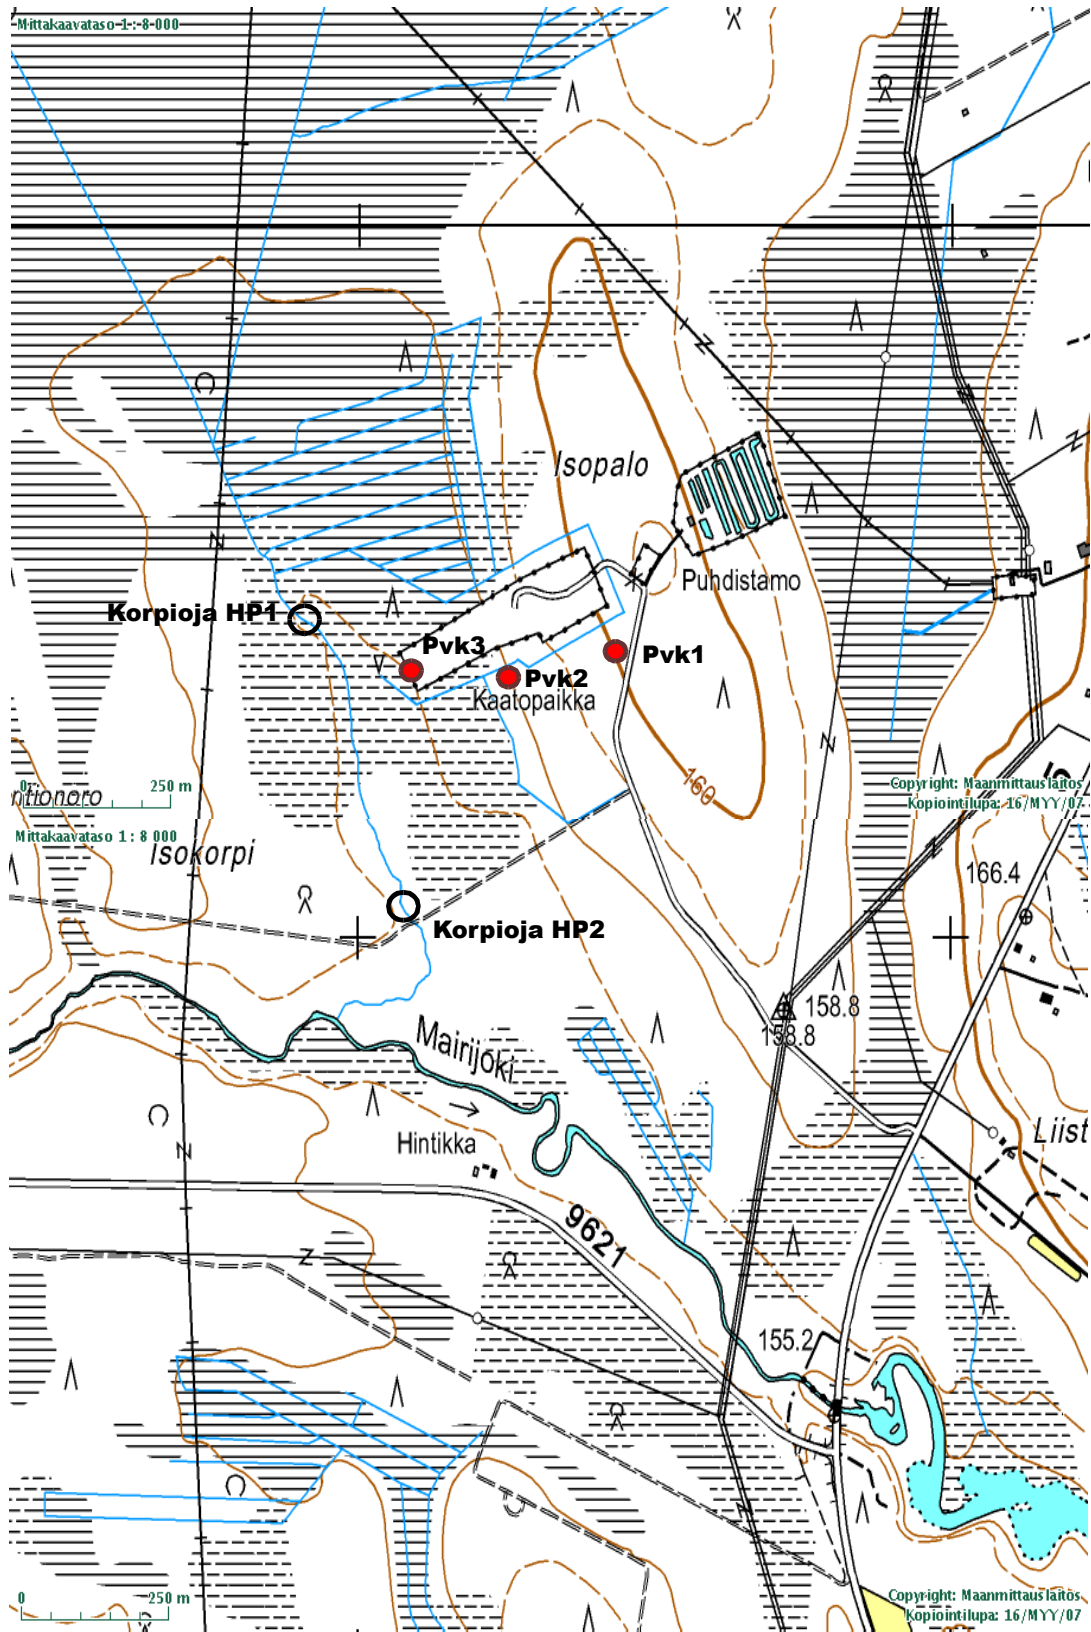 Mittakaavataso 1 : 8 000
Isopalo
Puhdistamo
Korpioja HP1
Pvk3
Pvk1
Pvk2
Kaatopaikka
160
0
250 m
Copyright: Maanmittauslaitos
Kopiointilupa: 16/MYY/07
Mittakaavataso 1 : 8 000
Isokorpi
166.4
Korpioja HP2
158.8
158.8
Mairijoki
Hintikka
Liist
9621
155.2
0
250 m
Copyright: Maanmittauslaitos
Kopiointilupa: 16/MYY/07